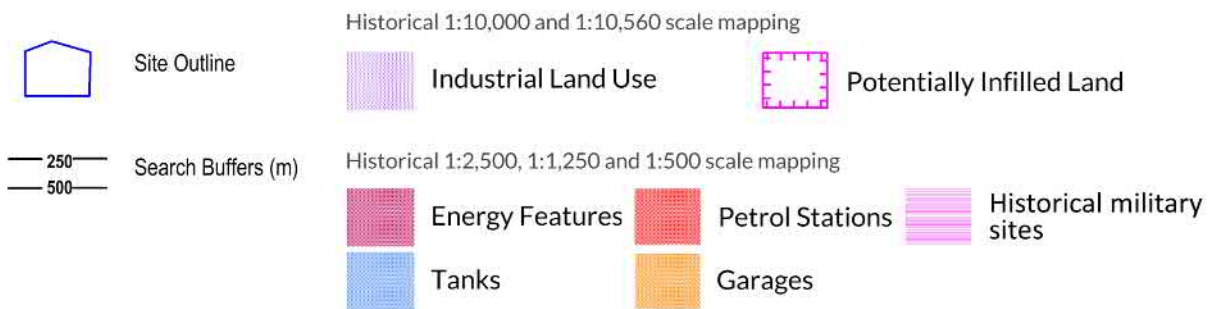 Historical 1:10,000 and 1:10,560 scale mapping
Site Outline
Industrial Land Use
Potentially Infilled Land
250
500
Search Buffers (m)
Historical 1:2,500, 1:1,250 and 1:500 scale mapping
Energy Features
Petrol Stations
Historical military
sites
Tanks
Garages